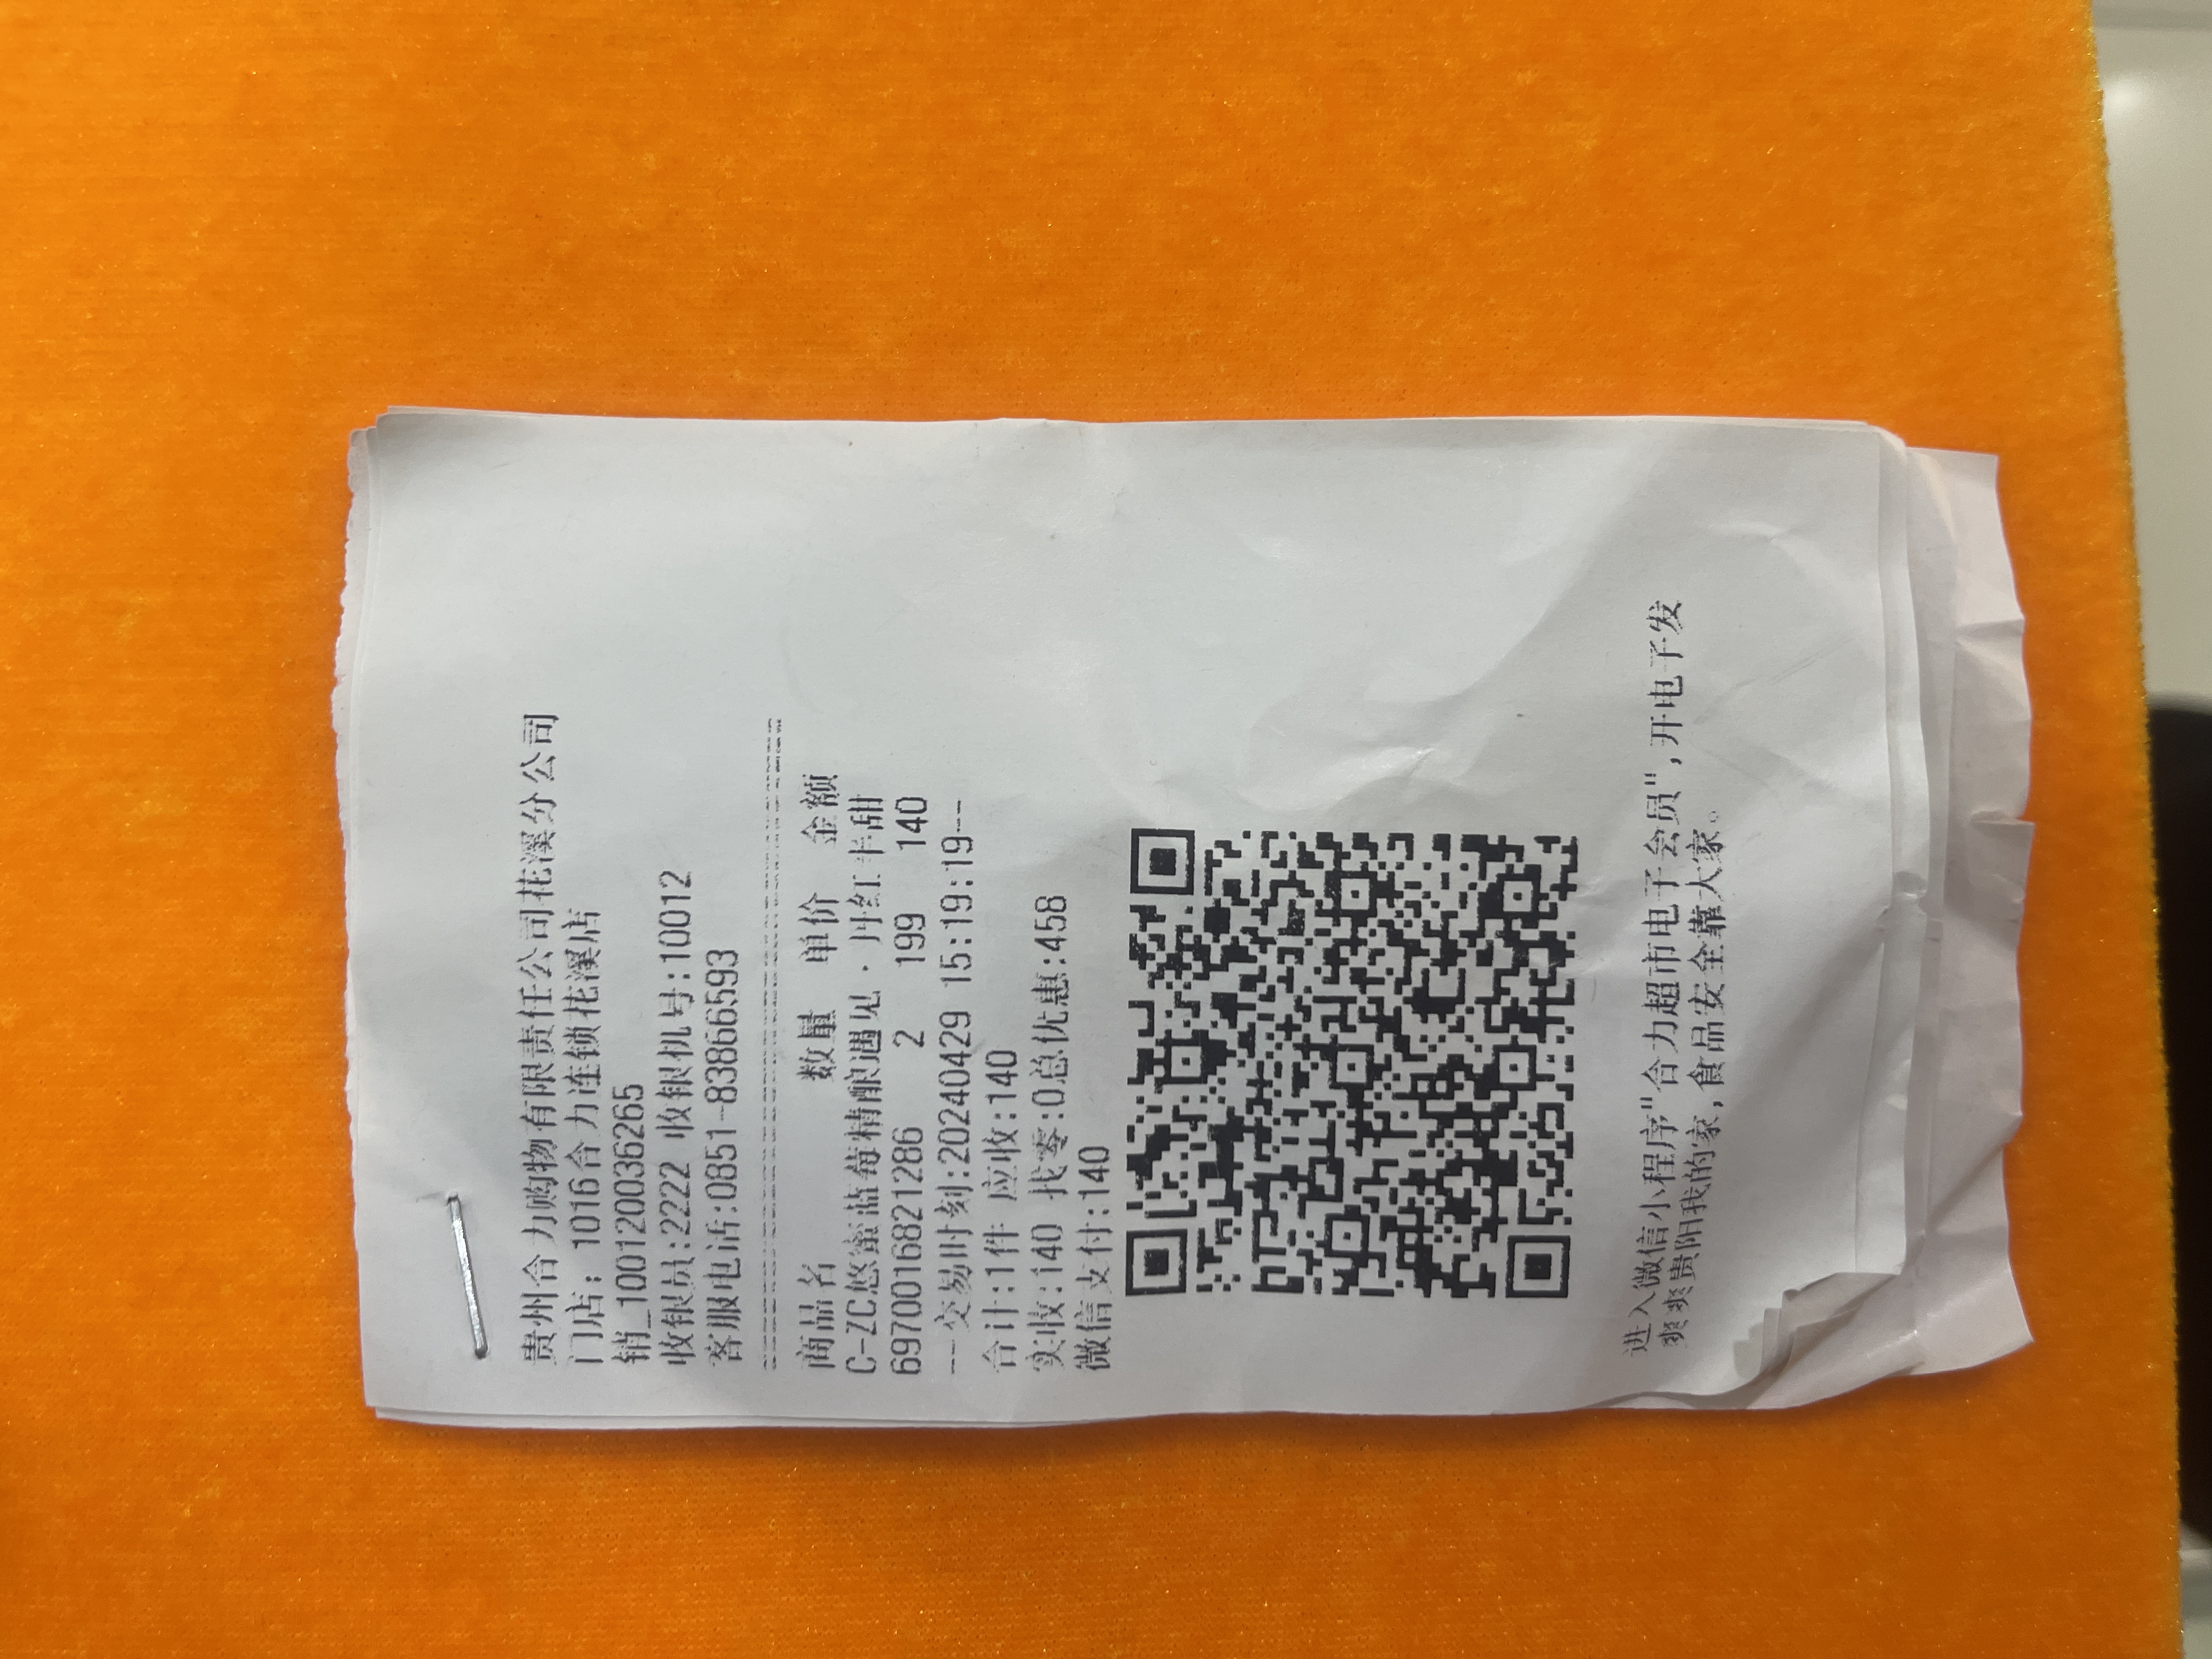 贵州合力购物有限责任公司花溪分公司
门店: 1016合力连锁花溪店
销_100120036265
收银员:2222 收银机号:10012
客服电话:0851-83866593
商品名 数量 单价 金额
C-ZC悠蜜蓝莓精酿遇见·丹红半甜
6970016821286 2 199 140
--交易时刻:20240429 15:19:19--
合计:1件 应收:140
实收:140 找零:0总优惠:458
微信支付:140
进入微信小程序"合力超市电子会员",开电子发
爽爽贵阳我的家,食品安全靠大家。